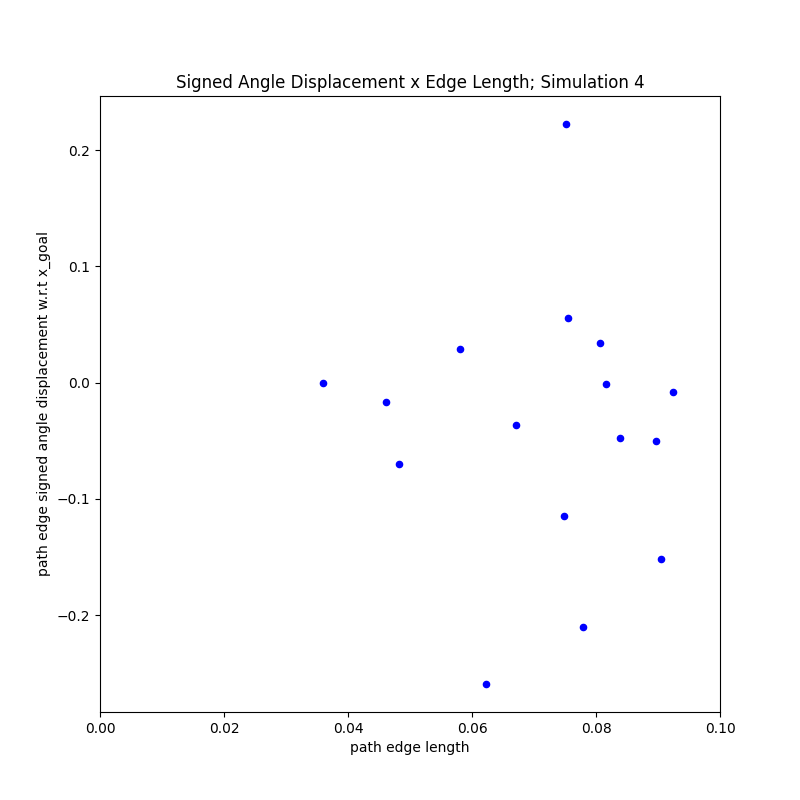 Signed Angle Displacement x Edge Length; Simulation 4
path edge signed angle displacement w.r.t x_goal
0.2
0.1
0.0
−0.1
−0.2
0.00 0.02 0.04 0.06 0.08 0.10
path edge length